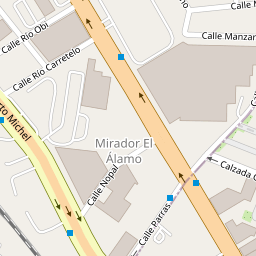 Calle Río Obi
Calle Manzan
Calle Río Carretelo
to Michel
Mirador El
Álamo
Calzada
Calle Nopal
Calle Parras